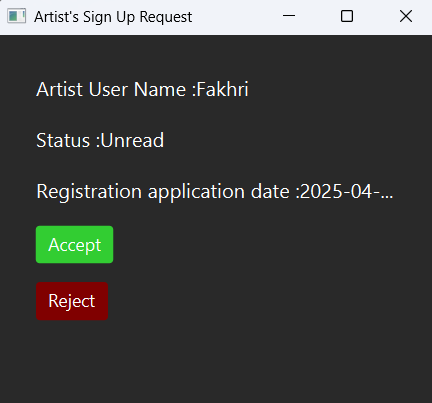 Artist's Sign Up Request
Artist User Name :Fakhri
Status :Unread
Registration application date :2025-04-...
Accept
Reject